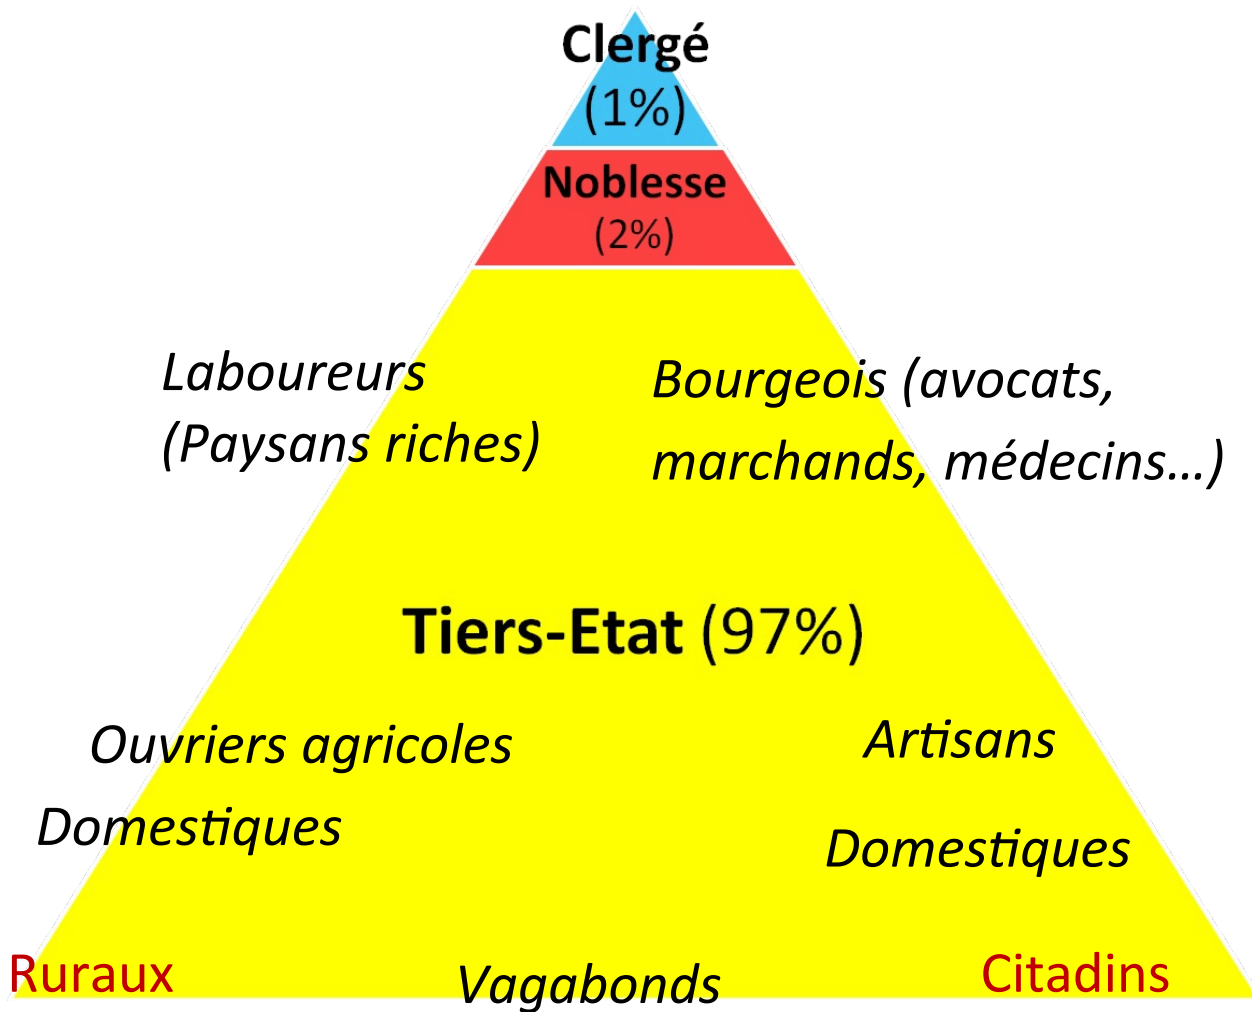 Clergé
(1%)
Noblesse
(2%)
Laboureurs
(Paysans riches)
Bourgeois (avocats,
marchands, médecins...)
Tiers-Etat (97%)
Ouvriers agricoles
Artisans
Domestiques
Domestiques
Ruraux
Vagabonds
Citadins